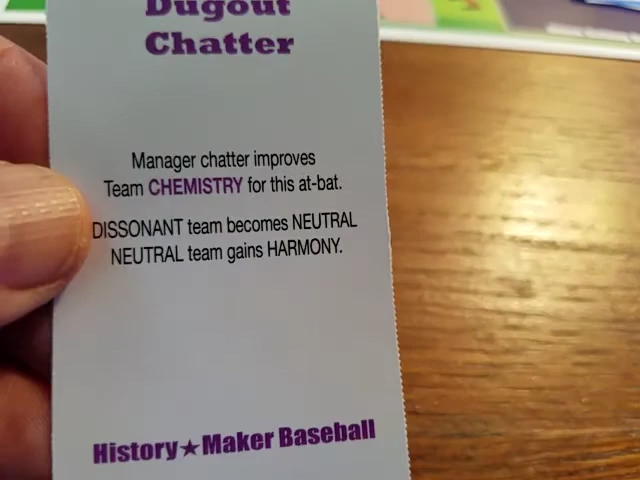 Dugout
Chatter
Manager chatter improves
Team CHEMISTRY for this at-bat.
DISSONANT team becomes NEUTRAL
NEUTRAL team gains HARMONY.
History★Maker Baseball